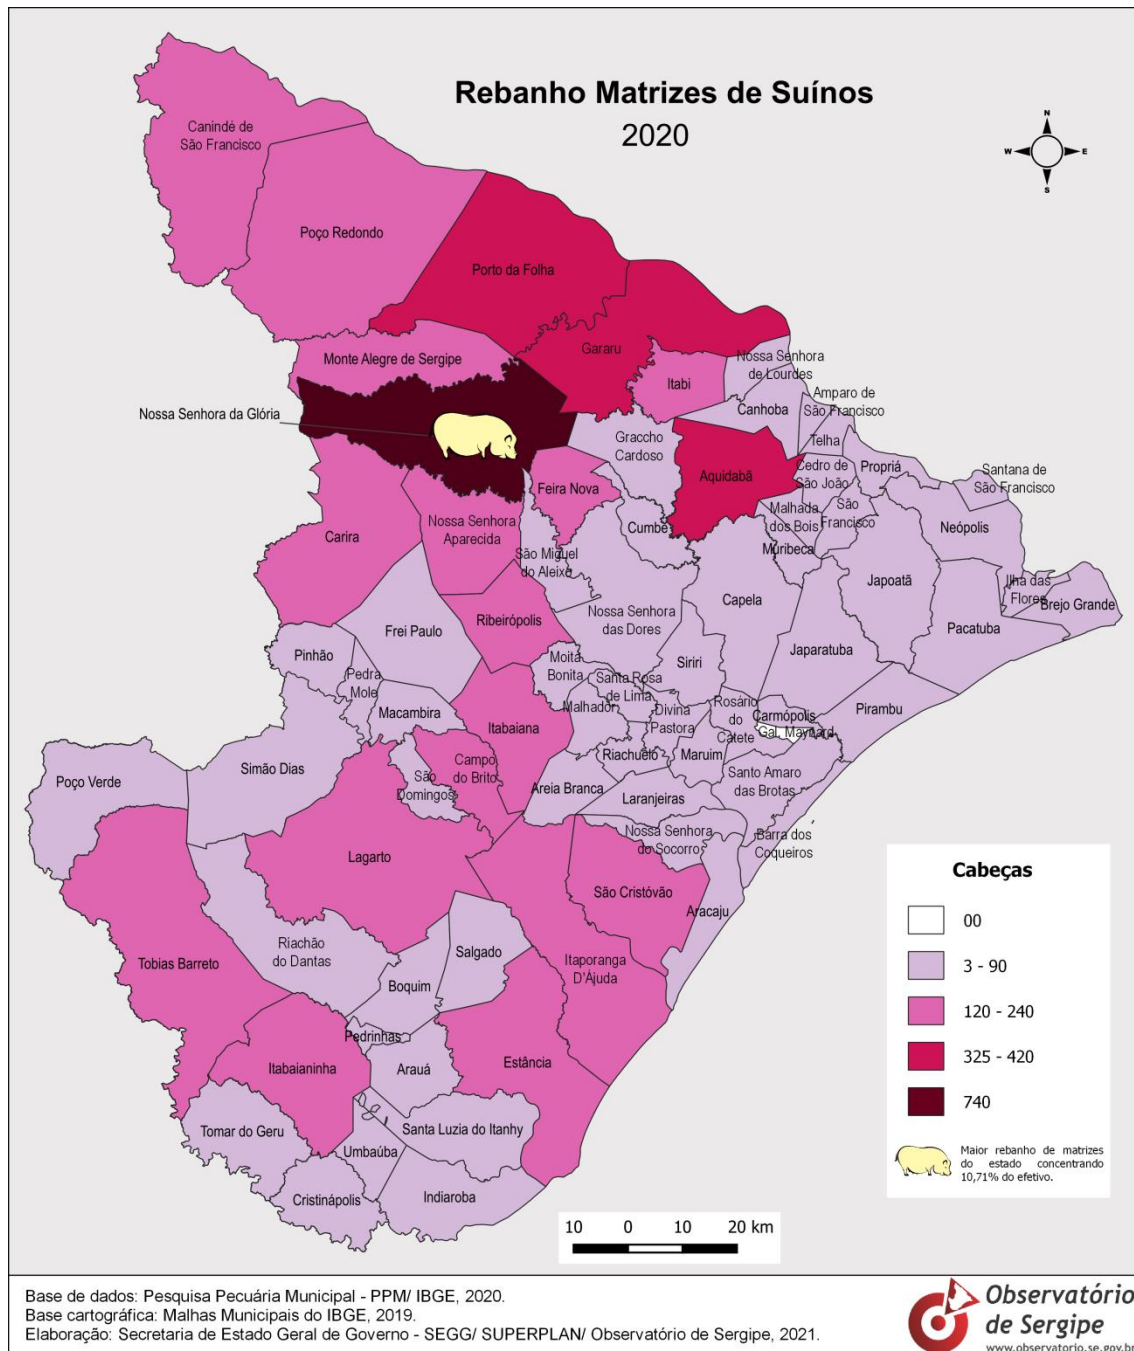 Rebanho Matrizes de Suínos
2020
N
W
E
S
Canindé de
São Francisco
Poço Redondo
Porto da Folha
Monte Alegre de Sergipe
Gararu
Itabi
Nossa Senhora
de Lourdes
Nossa Senhora da Glória
Canhoba
Amparo de
São Francisco
Telha
Graccho
Cardoso
Aquidabã
Cedro de
São João
Propriá
Santana de
São Francisco
Feira Nova
Nossa Senhora
Aparecida
Carira
Cumbe
Malhada
dos Bois
São
Francisco
Neópolis
Muribeca
São Miguel
do Aleixo
Japoatã
Ilha das
Flores
Brejo Grande
Nossa Senhora
das Dores
Capela
Ribeirópolis
Frei Paulo
Pacatuba
Pinhão
Moita
Bonita
Siriri
Japaratuba
Pedra
Mole
Santa Rosa
de Lima
Malhador
Macambira
Divina
Pastora
Rosário
do
Catete
Carmópolis
Pirambu
Itabaiana
Gal. Maynard
Campo
do Brito
Riachuelo
Maruim
Simão Dias
Poço Verde
São
Domingos
Areia Branca
Laranjeiras
Santo Amaro
das Brotas
Nossa Senhora
do Socorro
Barra dos
Coqueiros
Lagarto
São Cristóvão
Aracaju
Riachão
do Dantas
Salgado
Tobias Barreto
Itaporanga
D'Ajuda
Boquim
Pedrinhas
Itabaianinha
Arauá
Estância
Tomar do Geru
Santa Luzia do Itanhy
Umbaúba
Cristinápolis
Indiaroba
Cabeças
00
3 - 90
120 - 240
325 - 420
740
Maior rebanho de matrizes
do estado concentrando
10,71% do efetivo.
10 0 10 20 km
Base de dados: Pesquisa Pecuária Municipal - PPM/ IBGE, 2020.
Base cartográfica: Malhas Municipais do IBGE, 2019.
Elaboração: Secretaria de Estado Geral de Governo - SEGG/ SUPERPLAN/ Observatório de Sergipe, 2021.
Observatório
de Sergipe
www.observatorio.se.gov.br